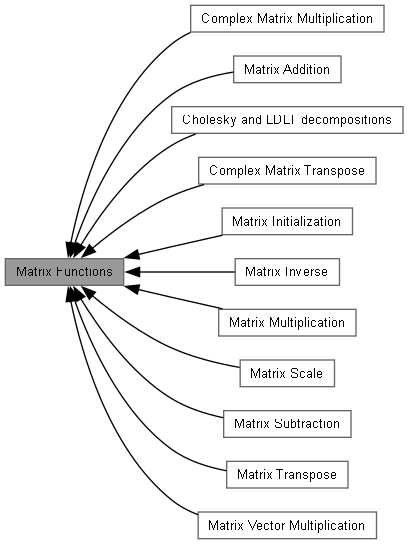 Complex Matrix Multiplication
Matrix Addition
Cholesky and LDLT decompositions
Complex Matrix Transpose
Matrix Initialization
Matrix Functions
Matrix Inverse
Matrix Multiplication
Matrix Scale
Matrix Subtraction
Matrix Transpose
Matrix Vector Multiplication